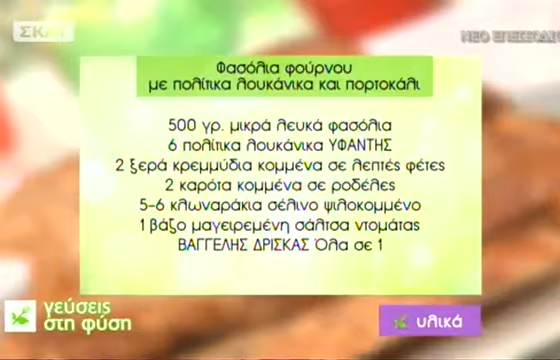 ΣΚΑΪ
ΝΕΟ ΕΠΕΙΣΟΔΙΟ
Φασόλια φούρνου
με πολίτικα λουκάνικα και πορτοκάλι
500 γρ. μικρά λευκά φασόλια
6 πολίτικα λουκάνικα ΥΦΑΝΤΗΣ
2 ξερά κρεμμύδια κομμένα σε λεπτές φέτες
2 καρότα κομμένα σε ροδέλες
5-6 κλωναράκια σέλινο ψιλοκομμένο
1 βάζο μαγειρεμένη σάλτσα ντομάτας
ΒΑΓΓΕΛΗΣ ΔΡΙΣΚΑΣ Όλα σε 1
γεύσεις
στη φύση
υλικά